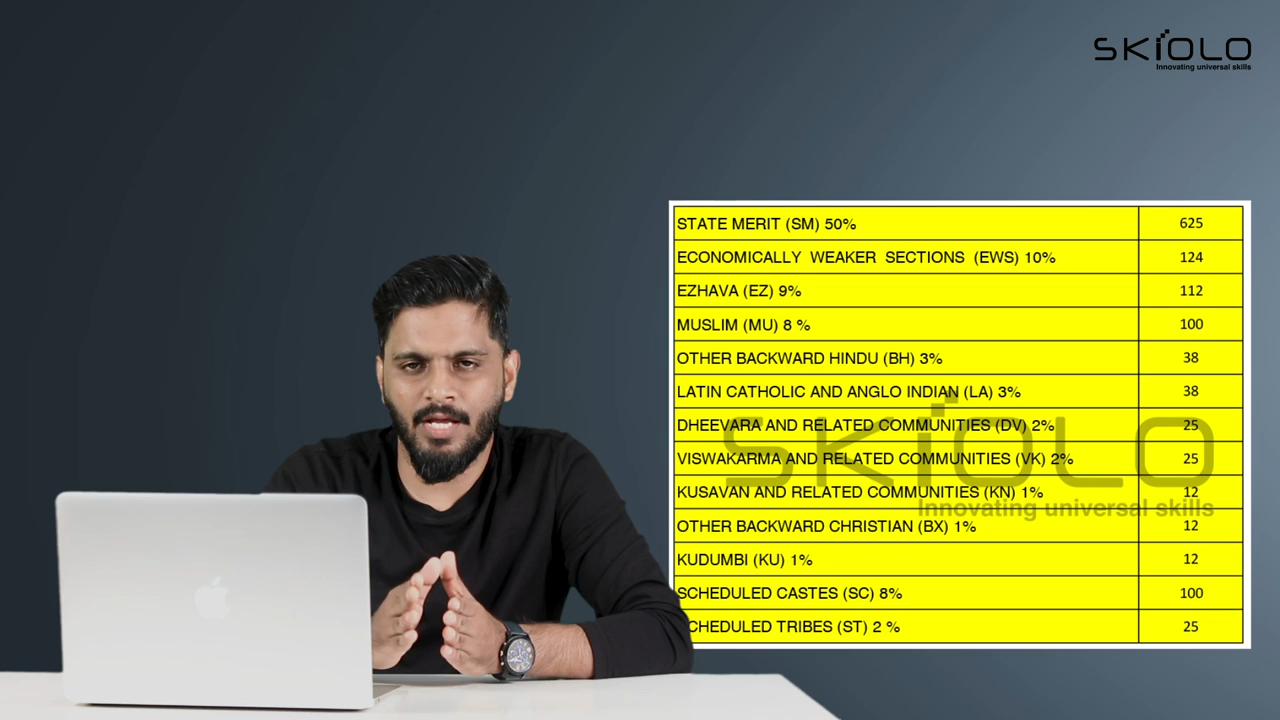 SKIOLO
Innovating universal skills
STATE MERIT (SM) 50% 625
ECONOMICALLY WEAKER SECTIONS (EWS) 10% 124
EZHAVA (EZ) 9% 112
MUSLIM (MU) 8 % 100
OTHER BACKWARD HINDU (BH) 3% 38
LATIN CATHOLIC AND ANGLO INDIAN (LA) 3% 38
DHEEVARA AND RELATED COMMUNITIES (DV) 2% 25
SKIOLO
VISWAKARMA AND RELATED COMMUNITIES (VK) 2% 25
KUSAVAN AND RELATED COMMUNITIES (KN) 1% 12
Innovating universal skills
OTHER BACKWARD CHRISTIAN (BX) 1% 12
KUDUMBI (KU) 1% 12
SCHEDULED CASTES (SC) 8% 100
CHEDULED TRIBES (ST) 2 % 25